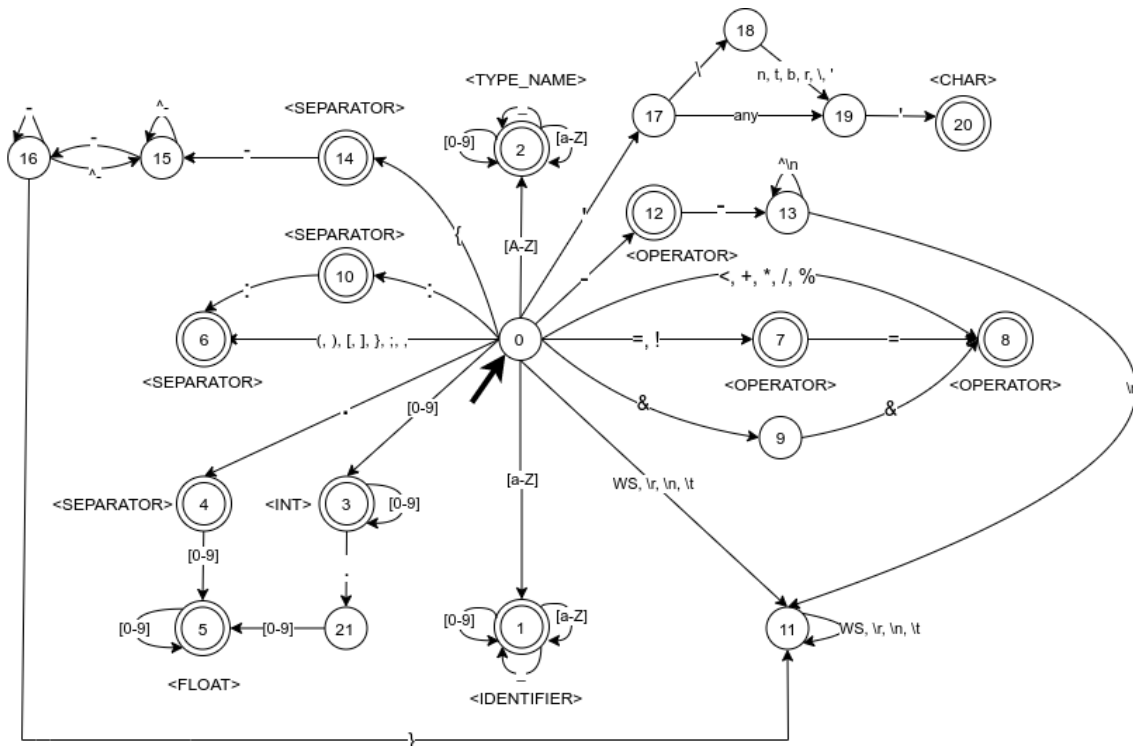 18
\
n, t, b, r, \, '
<TYPE_NAME>
<CHAR>
<SEPARATOR>
-
^-
_
17
any
19
'
20
[0-9]
2
[a-Z]
16
-
^-
15
-
14
'
^\n
{
12
-
13
<SEPARATOR>
[A-Z]
<OPERATOR>
-
<, +, *, /, %
:
10
:
6
(, ), [, ], }, ;, ,
0
=, !
7
=
8
<SEPARATOR>
<OPERATOR>
<OPERATOR>
.
[0-9]
&
&
9
[a-Z]
WS, \r, \n, \t
<SEPARATOR>
4
<INT>
3
[0-9]
[0-9]
.
[0-9]
5
[0-9]
21
[0-9]
1
[a-Z]
11
WS, \r, \n, \t
_
<FLOAT>
<IDENTIFIER>
}